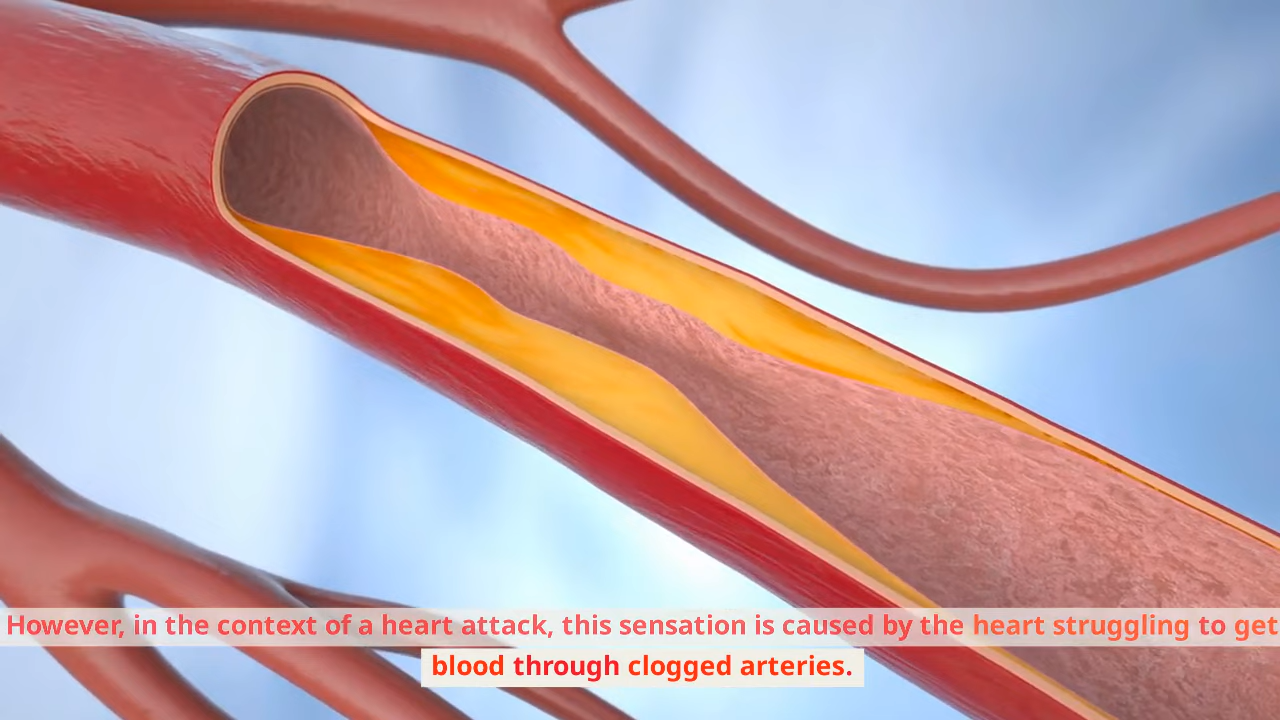 However, in the context of a heart attack, this sensation is caused by the heart struggling to get
blood through clogged arteries.